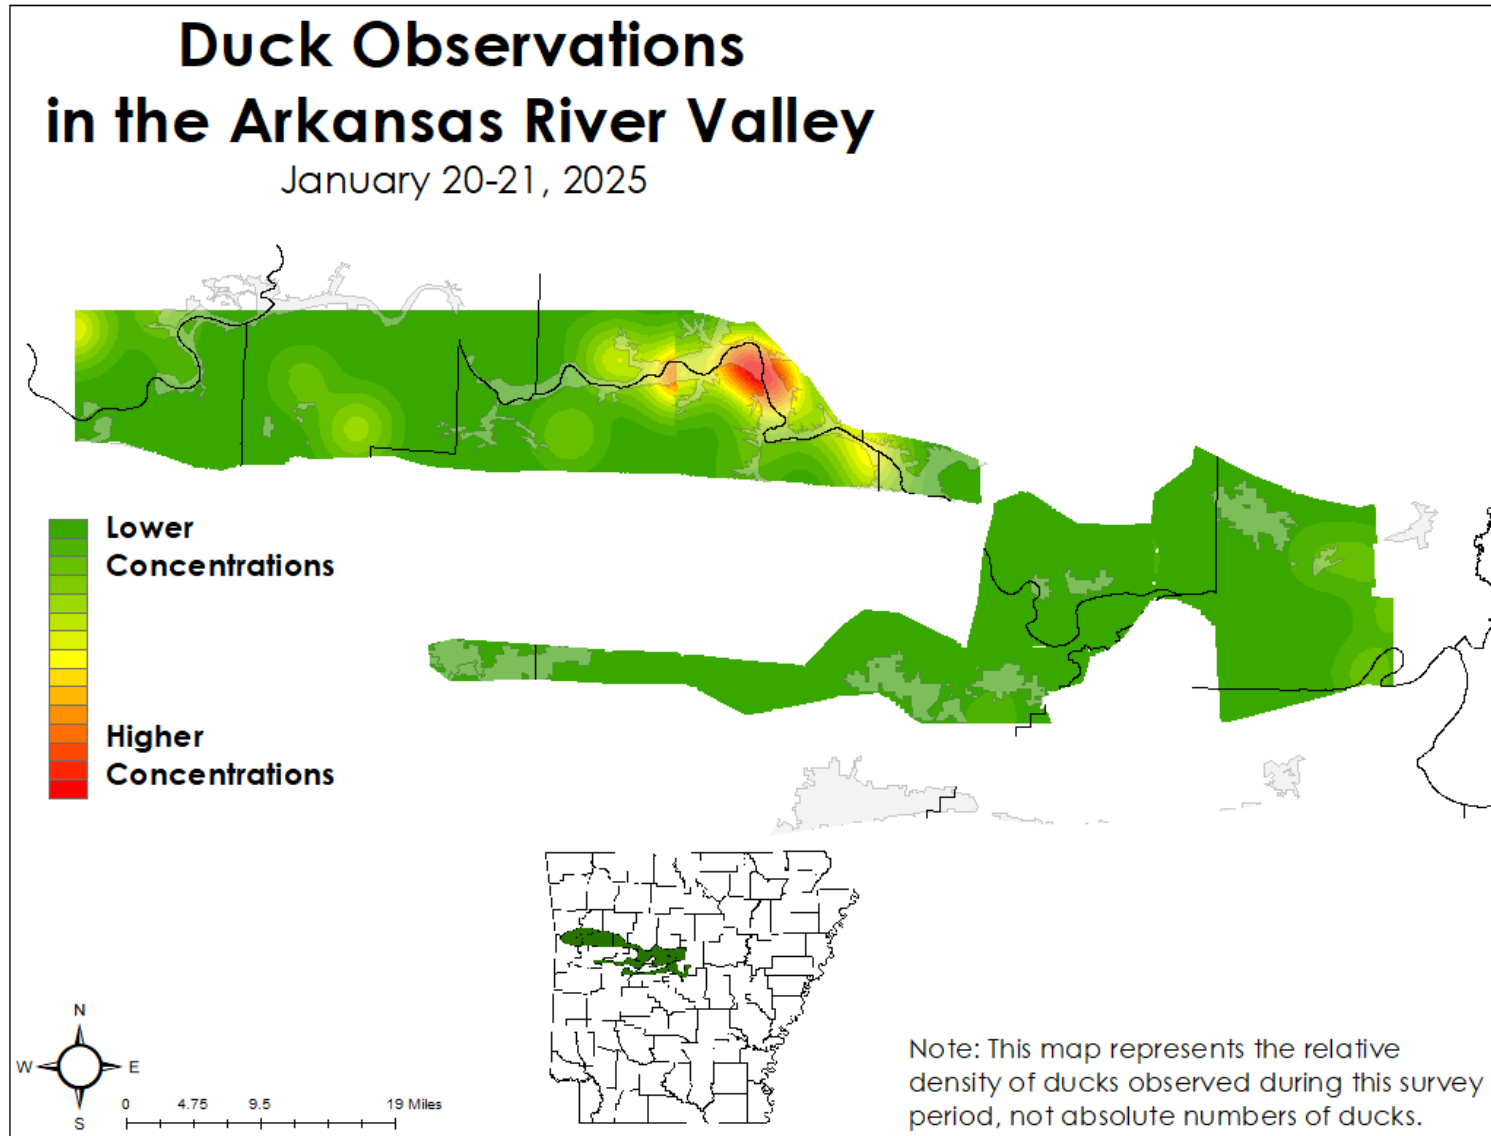 Duck Observations
in the Arkansas River Valley
January 20-21, 2025
Lower
Concentrations
Higher
Concentrations
N
W
E
S
0 4.75 9.5 19 Miles
Note: This map represents the relative
density of ducks observed during this survey
period, not absolute numbers of ducks.